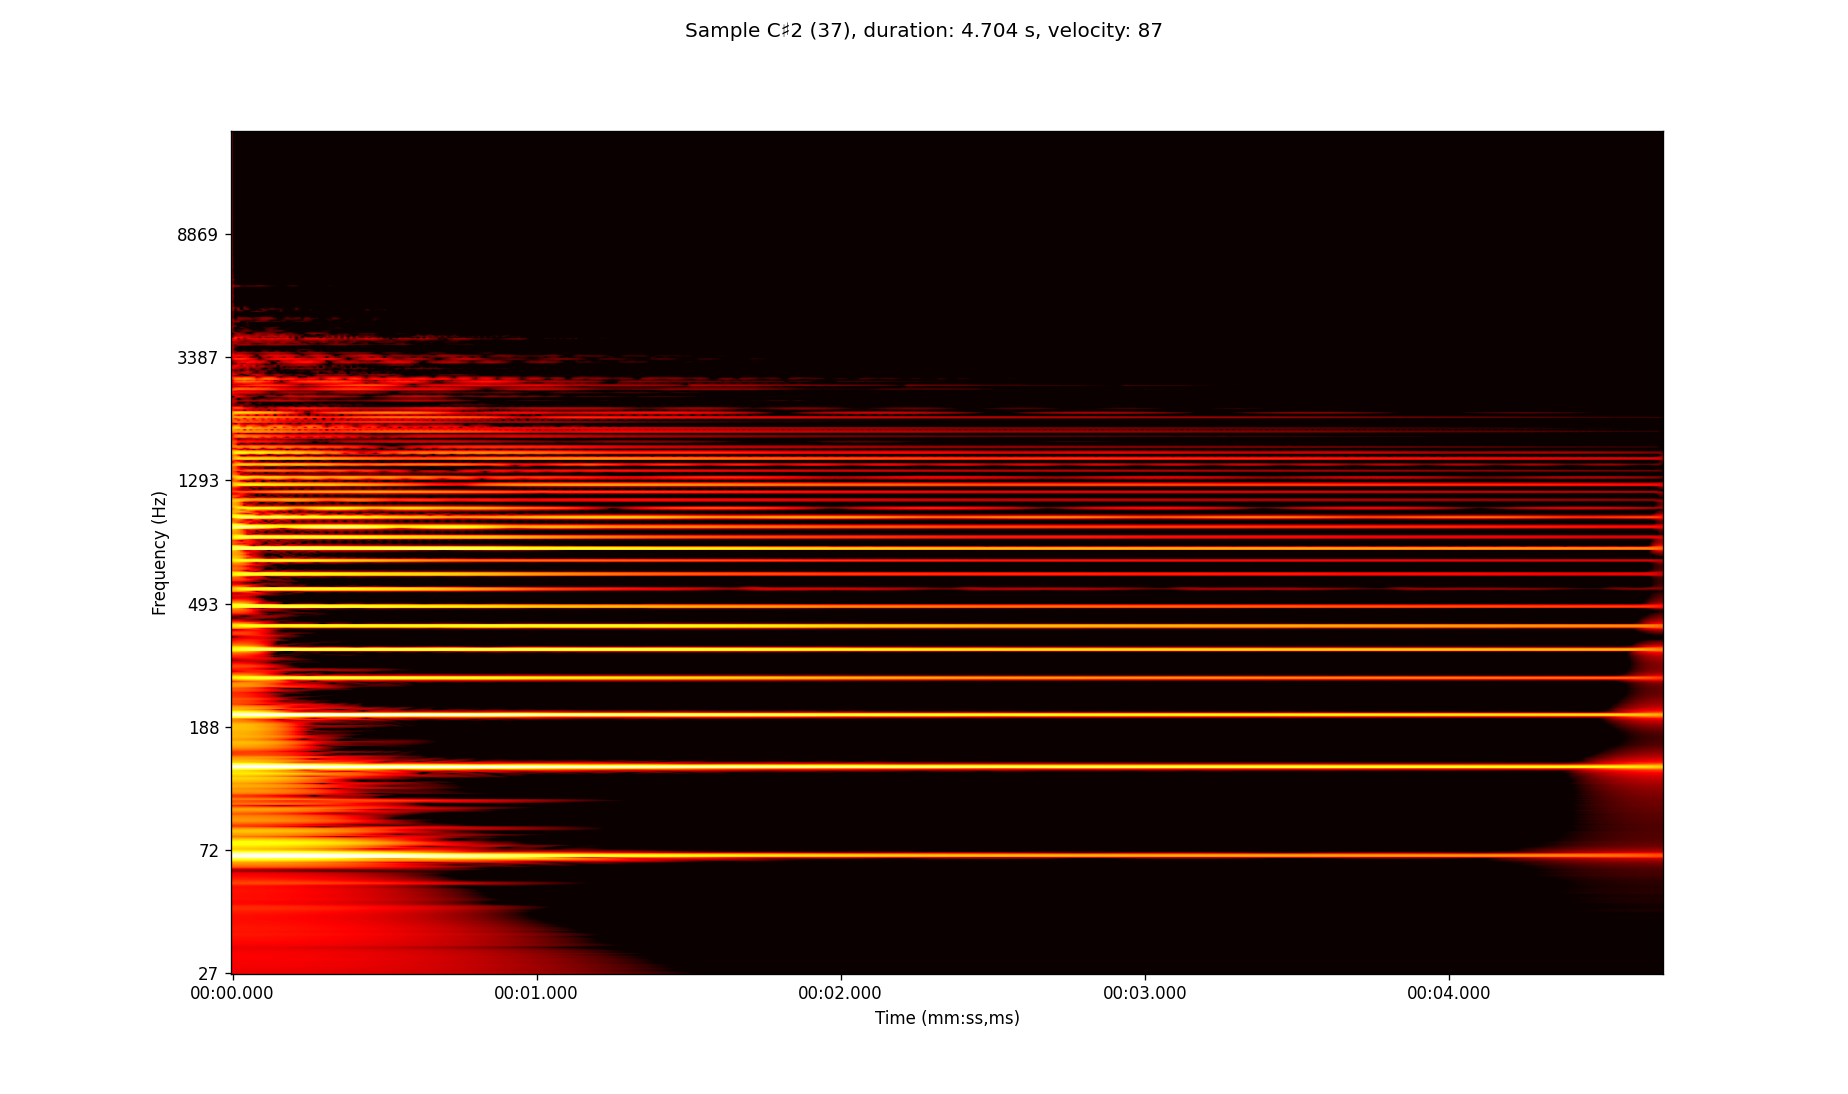 Sample C♯2 (37), duration: 4.704 s, velocity: 87
8869
3387
1293
493
188
72
27
Frequency (Hz)
00:00.000 00:01.000 00:02.000 00:03.000 00:04.000
Time (mm:ss,ms)